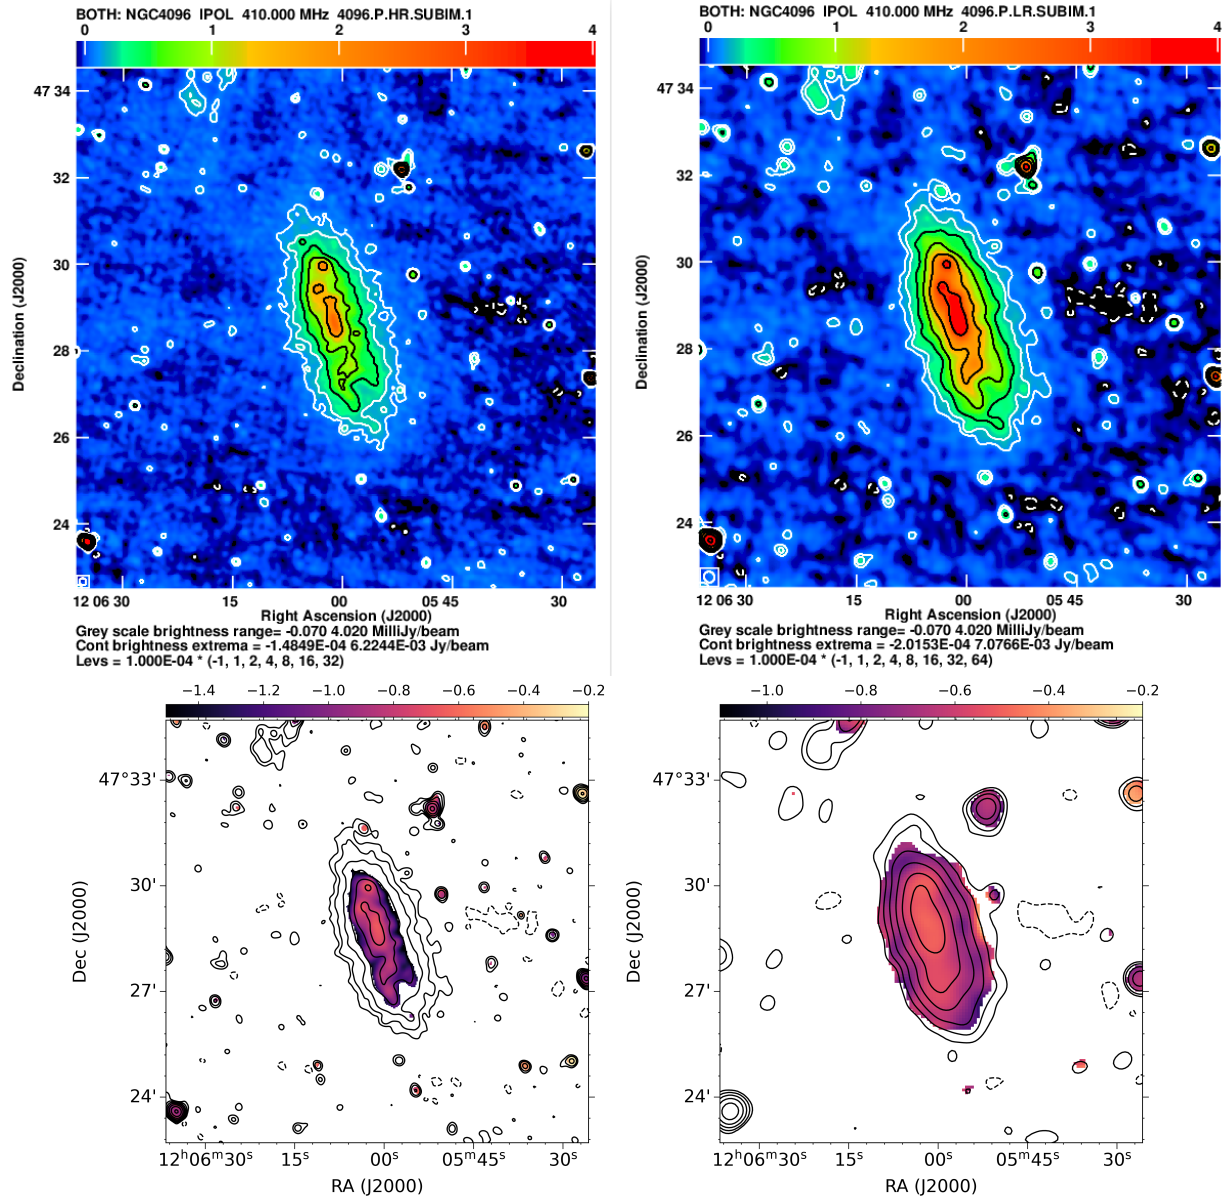 BOTH: NGC4096 IPOL 410.000 MHz 4096.P.HR.SUBIM.1
0 1 2 3 4
47 34
32
30
28
26
24
Declination (J2000)
12 06 30 15 00 05 45 30
Right Ascension (J2000)
Grey scale brightness range= -0.070 4.020 MilliJy/beam
Cont brightness extrema = -1.4849E-04 6.2244E-03 Jy/beam
Levs = 1.000E-04 * (-1, 1, 2, 4, 8, 16, 32)
BOTH: NGC4096 IPOL 410.000 MHz 4096.P.LR.SUBIM.1
0 1 2 3 4
47 34
32
30
28
26
24
Declination (J2000)
12 06 30 15 00 05 45 30
Right Ascension (J2000)
Grey scale brightness range= -0.070 4.020 MilliJy/beam
Cont brightness extrema = -2.0153E-04 7.0766E-03 Jy/beam
Levs = 1.000E-04 * (-1, 1, 2, 4, 8, 16, 32, 64)
−1.4 −1.2 −1.0 −0.8 −0.6 −0.4 −0.2
47°33'
30'
27'
24'
Dec (J2000)
12ʰ06ᵐ30ˢ 15ˢ 00ˢ 05ᵐ45ˢ 30ˢ
RA (J2000)
−1.0 −0.8 −0.6 −0.4 −0.2
47°33'
30'
27'
24'
Dec (J2000)
12ʰ06ᵐ30ˢ 15ˢ 00ˢ 05ᵐ45ˢ 30ˢ
RA (J2000)